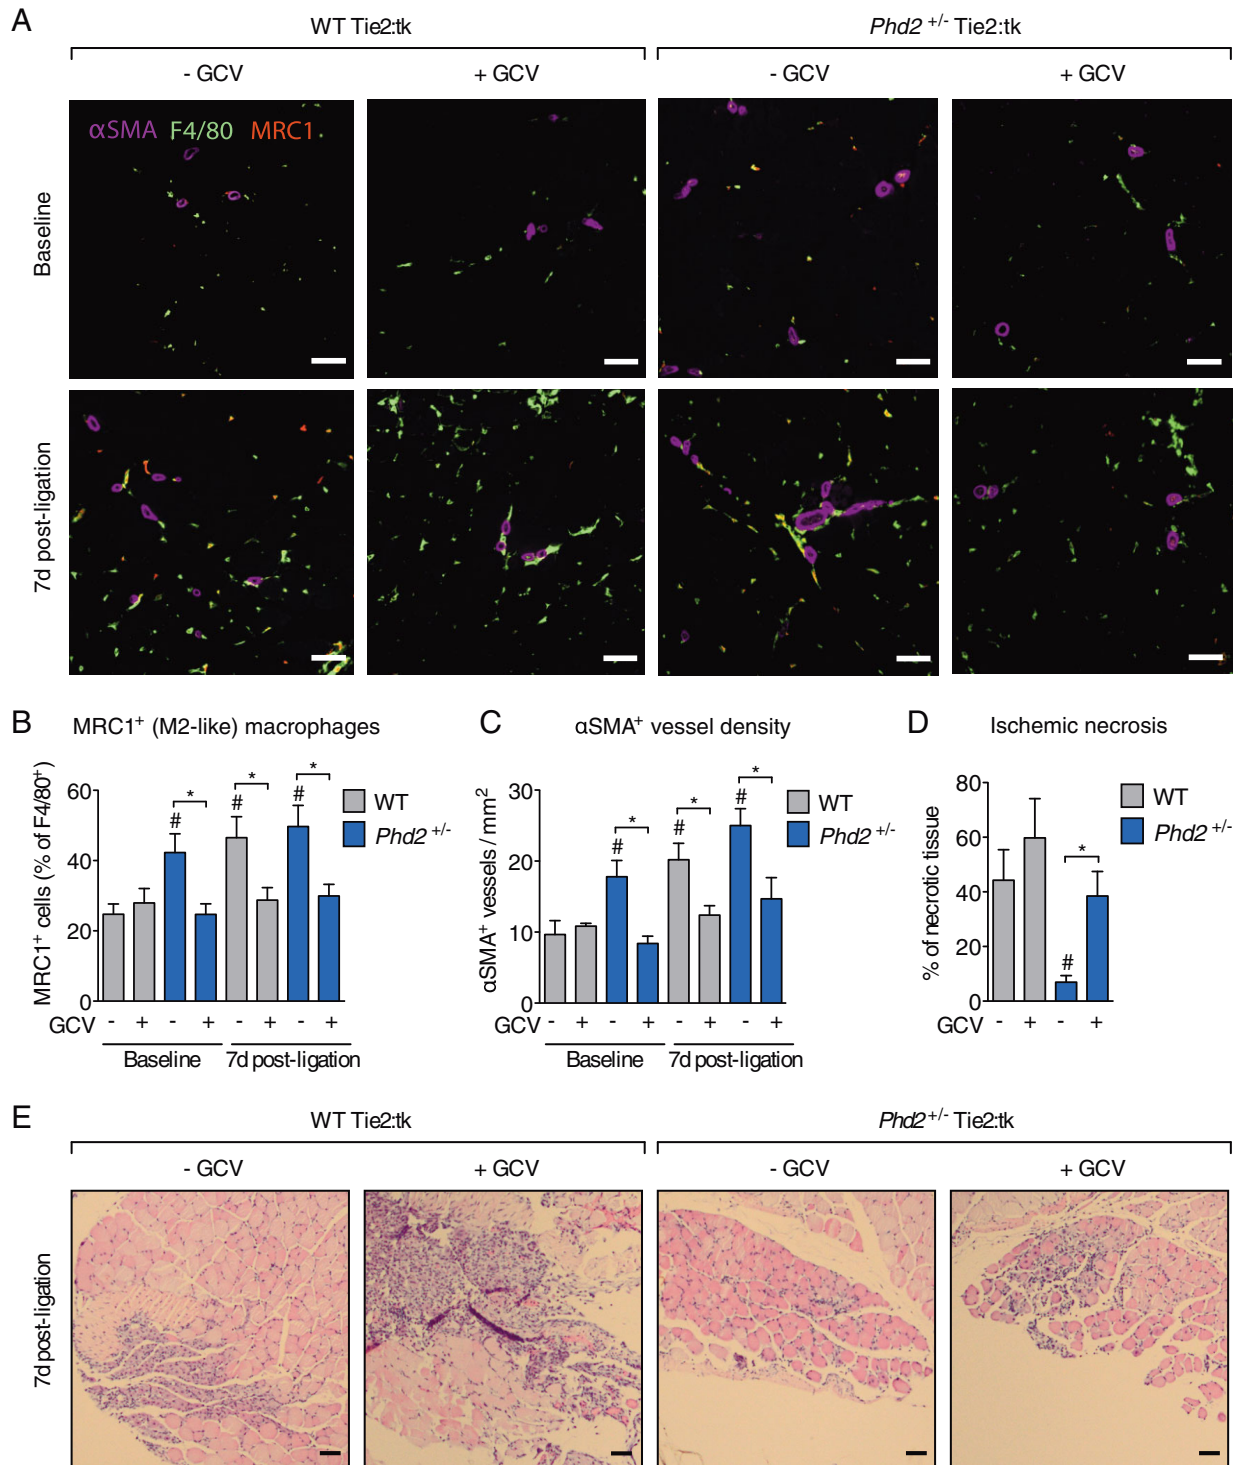 A
WT Tie2:tk
Phd2 +/- Tie2:tk
- GCV
+ GCV
- GCV
+ GCV
αSMA F4/80 MRC1
Baseline
7d post-ligation
B MRC1+ (M2-like) macrophages
MRC1+ cells (% of F4/80+)
60
40
20
0
# * # * # *
WT
Phd2 +/-
GCV - + - + - + - +
Baseline 7d post-ligation
C αSMA+ vessel density
αSMA+ vessels / mm2
30
20
10
0
# * # * # *
WT
Phd2 +/-
GCV - + - + - + - +
Baseline 7d post-ligation
D Ischemic necrosis
% of necrotic tissue
80
60
40
20
0
# *
WT
Phd2 +/-
GCV - + - +
E
WT Tie2:tk
Phd2+/- Tie2:tk
- GCV
+ GCV
- GCV
+ GCV
7d post-ligation